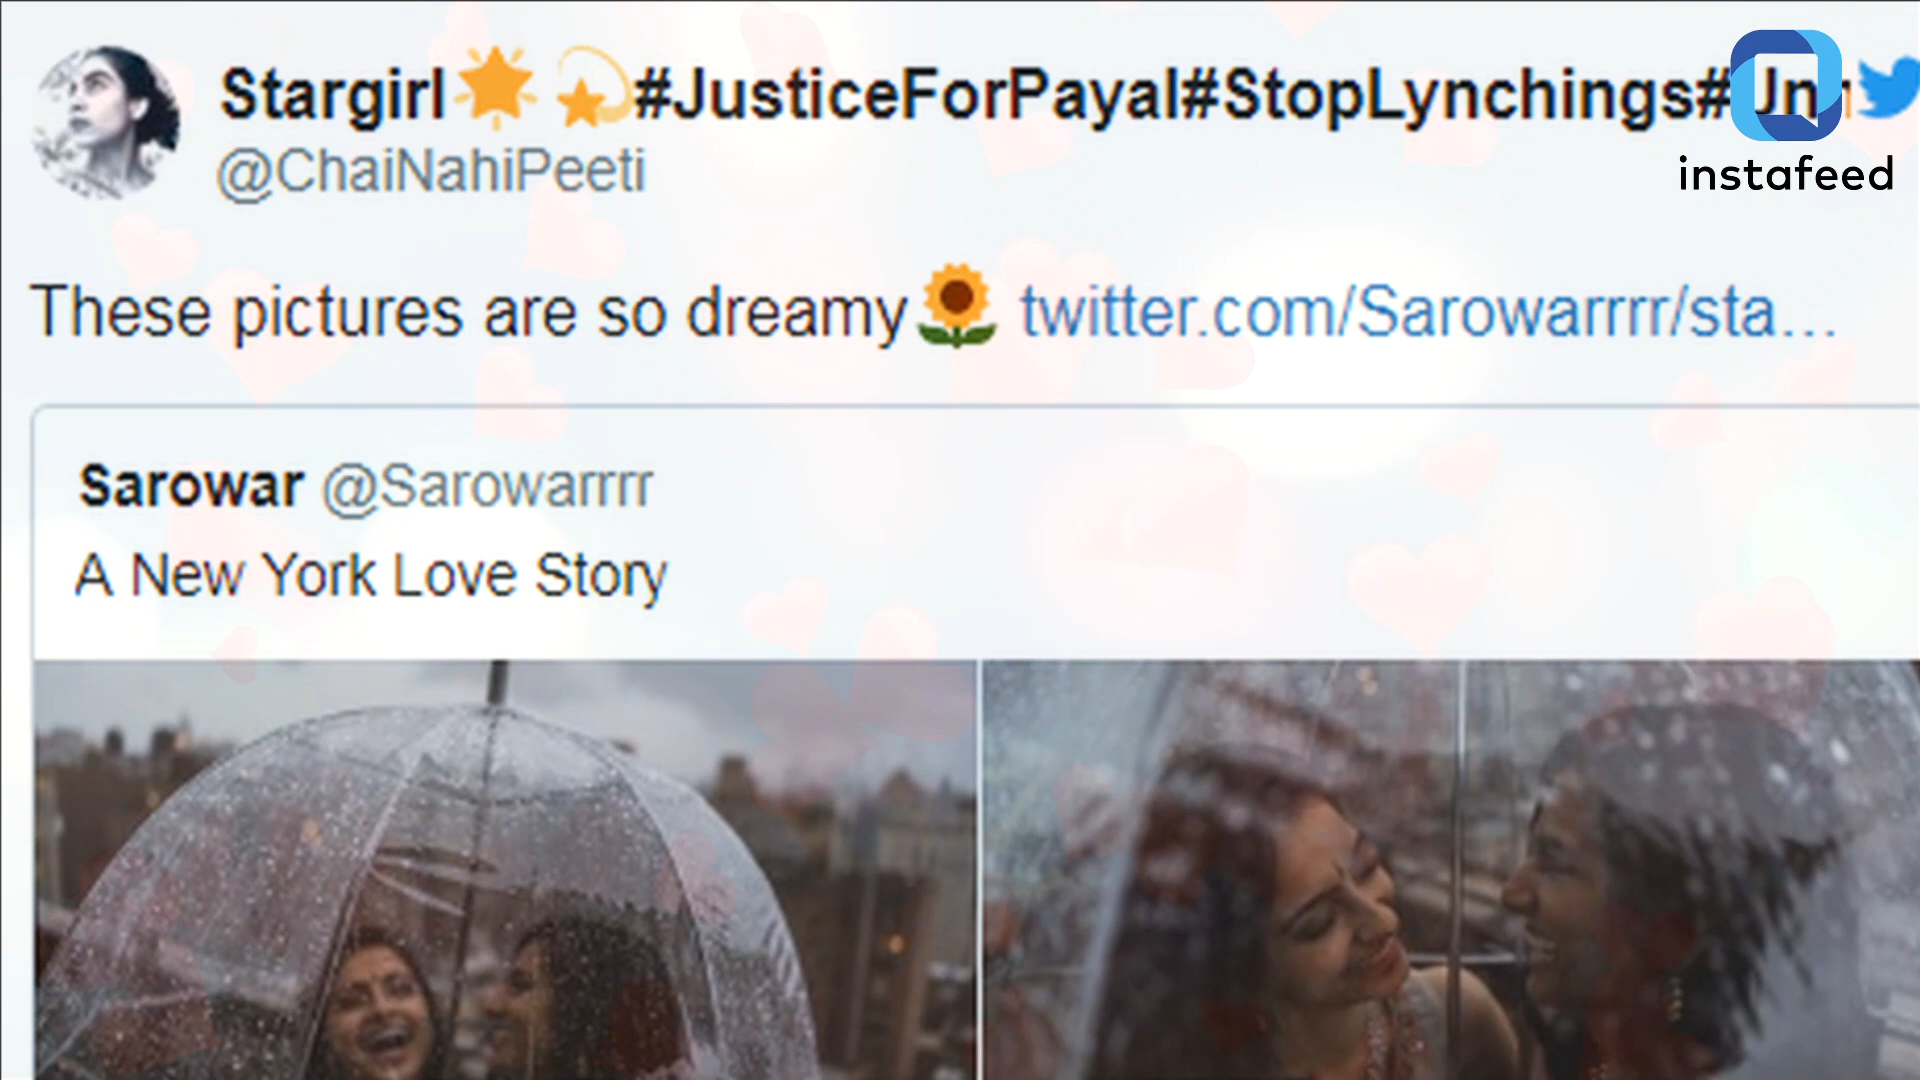 Stargirl🌟 💫#JusticeForPayal#StopLynchings#
@ChaiNahiPeeti
instafeed
These pictures are so dreamy🌻 twitter.com/Sarowarrrr/sta...
Sarowar @Sarowarrrr
A New York Love Story